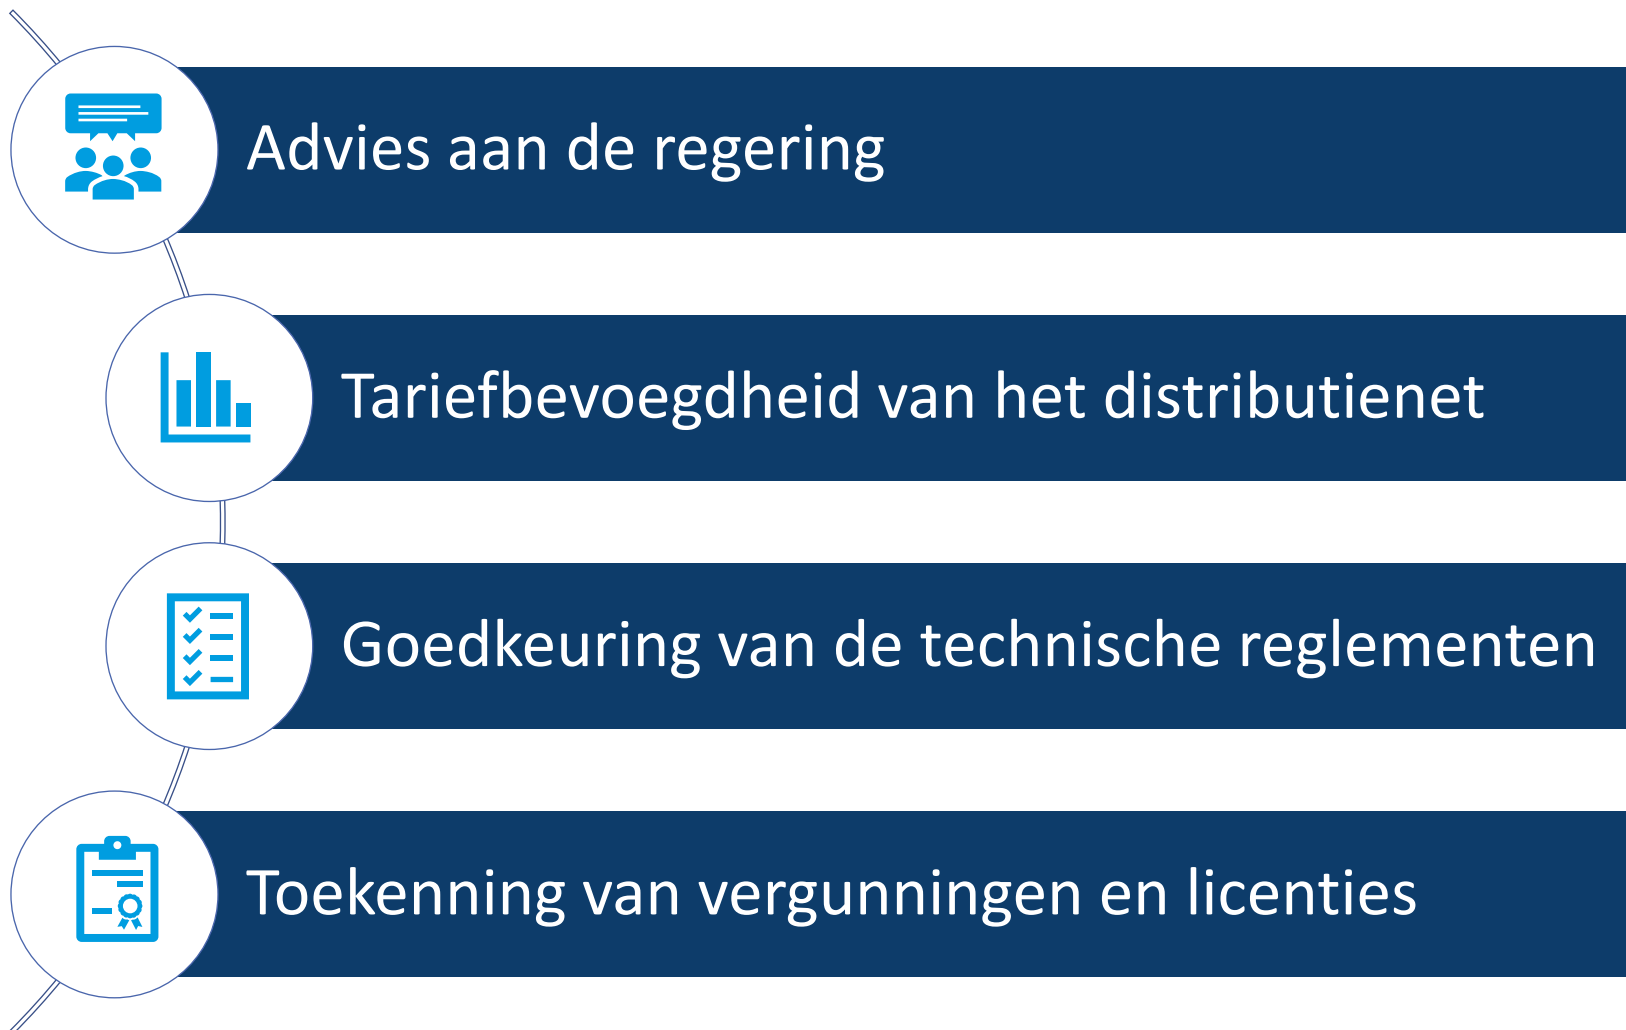 Advies aan de regering
Tariefbevoegdheid van het distributienet
Goedkeuring van de technische reglementen
Toekenning van vergunningen en licenties